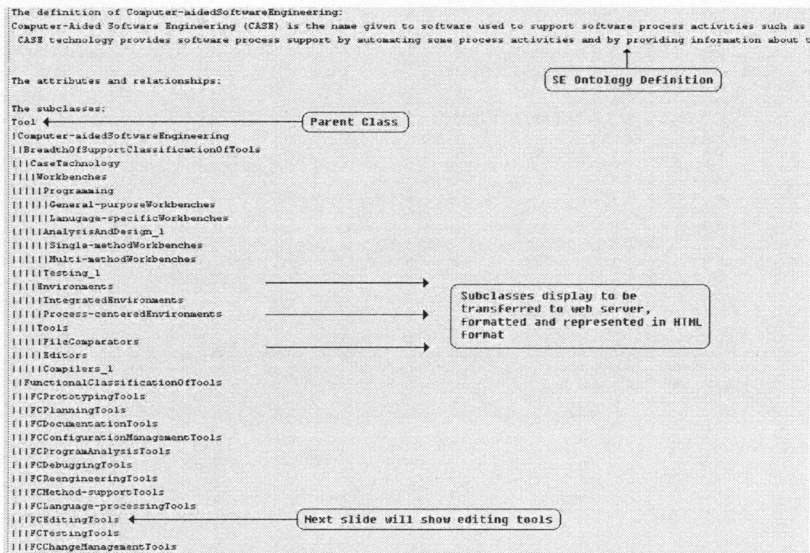 The definition of Computer-aidedSoftwareEngineering:
Computer-Aided Software Engineering (CASE) is the name given to software used to support software process activities such as
CASE technology provides software process support by automating some process activities and by providing information about t
SE Ontology Definition
The attributes and relationships:
The subclasses:
Tool
Parent Class
|Computer-aidedSoftwareEngineering
||BreadthOfSupportClassificationOfTools
|||CaseTechnology
||||Workbenches
|||||Programming
||||||General-purposeWorkbenches
||||||Lanugage-specificWorkbenches
|||||AnalysisAndDesign_1
||||||Single-methodWorkbenches
||||||Multi-methodWorkbenches
|||||Testing_1
||||Environments
|||||IntegratedEnvironments
|||||Process-centeredEnvironments
||||Tools
|||||FileComparators
|||||Editors
|||||Compilers_1
Subclasses display to be
transferred to web server,
formatted and represented in HTML
format
||FunctionalClassificationOfTools
|||FCPrototypingTools
|||FCPlanningTools
|||FCDocumentationTools
|||FCConfigurationManagementTools
|||FCProgramAnalysisTools
|||FCDebuggingTools
|||FCReengineeringTools
|||FCMethod-supportTools
|||FCLanguage-processingTools
|||FCEditingTools
Next slide will show editing tools
|||FCTestingTools
|||FCChangeManagementTools